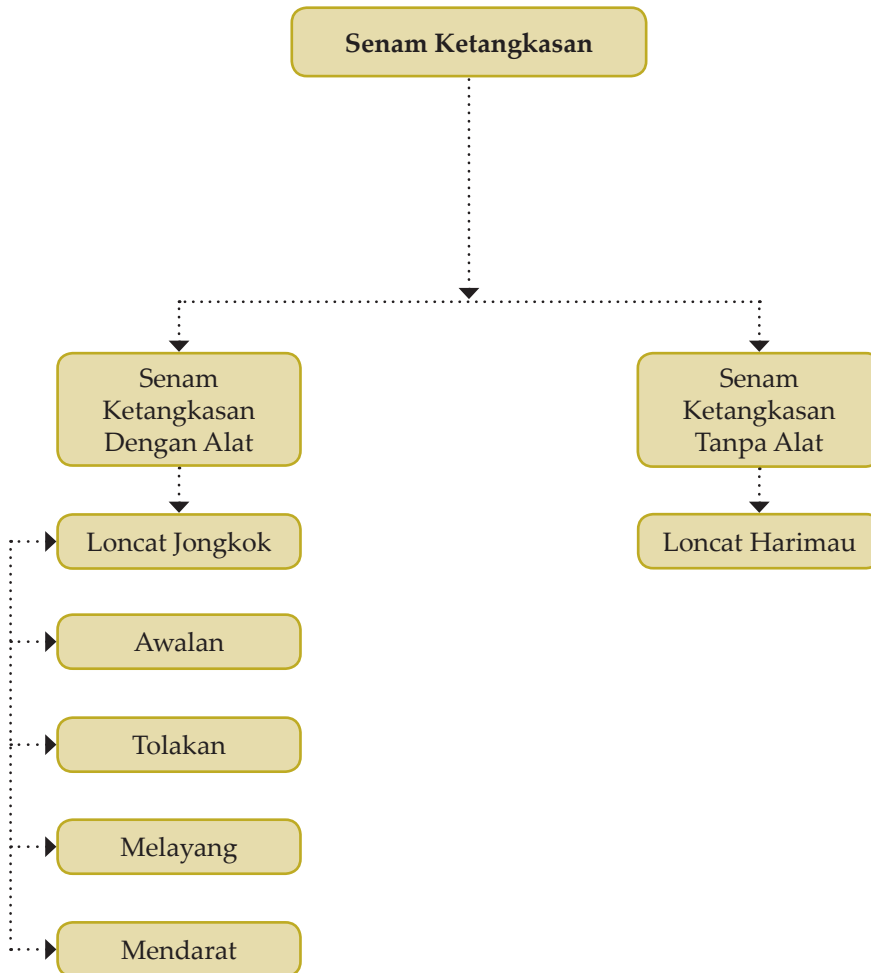 Senam Ketangkasan
Senam
Ketangkasan
Dengan Alat
Senam
Ketangkasan
Tanpa Alat
Loncat Jongkok
Loncat Harimau
Awalan
Tolakan
Melayang
Mendarat